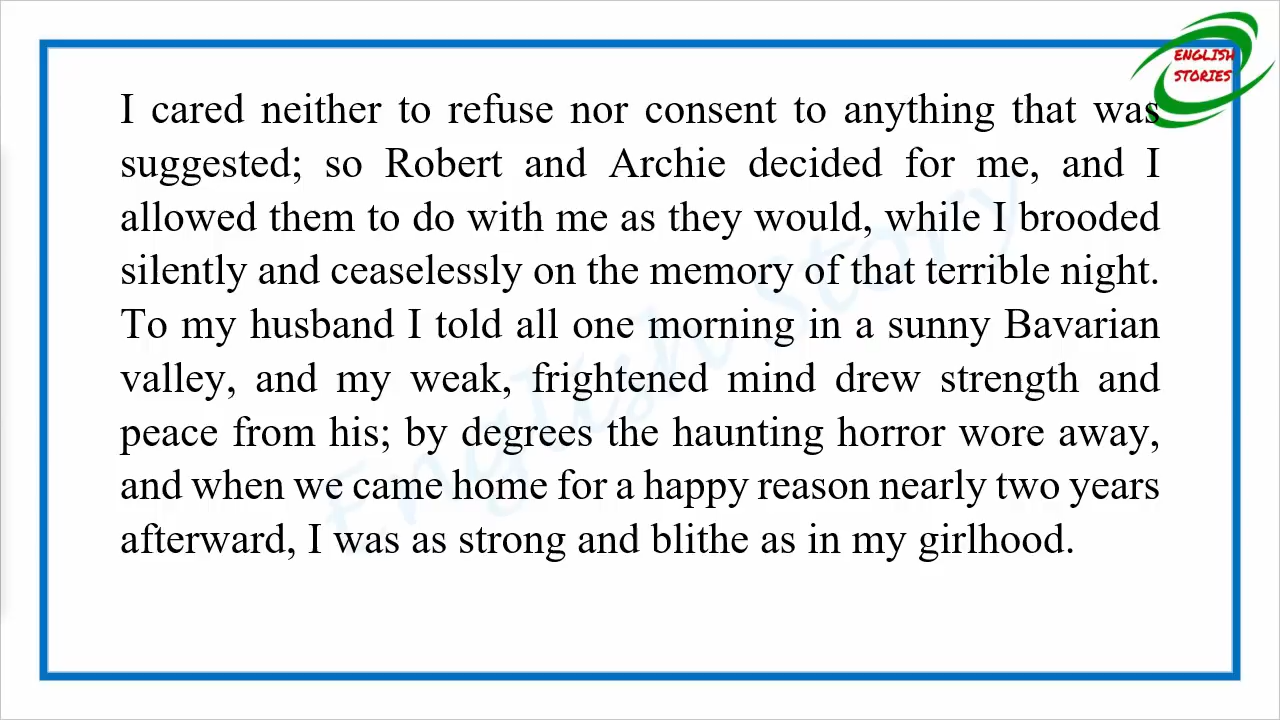 ENGLISH
STORIES
I cared neither to refuse nor consent to anything that was
suggested; so Robert and Archie decided for me, and I
allowed them to do with me as they would, while I brooded
silently and ceaselessly on the memory of that terrible night.
To my husband I told all one morning in a sunny Bavarian
valley, and my weak, frightened mind drew strength and
peace from his; by degrees the haunting horror wore away,
and when we came home for a happy reason nearly two years
afterward, I was as strong and blithe as in my girlhood.
English Story